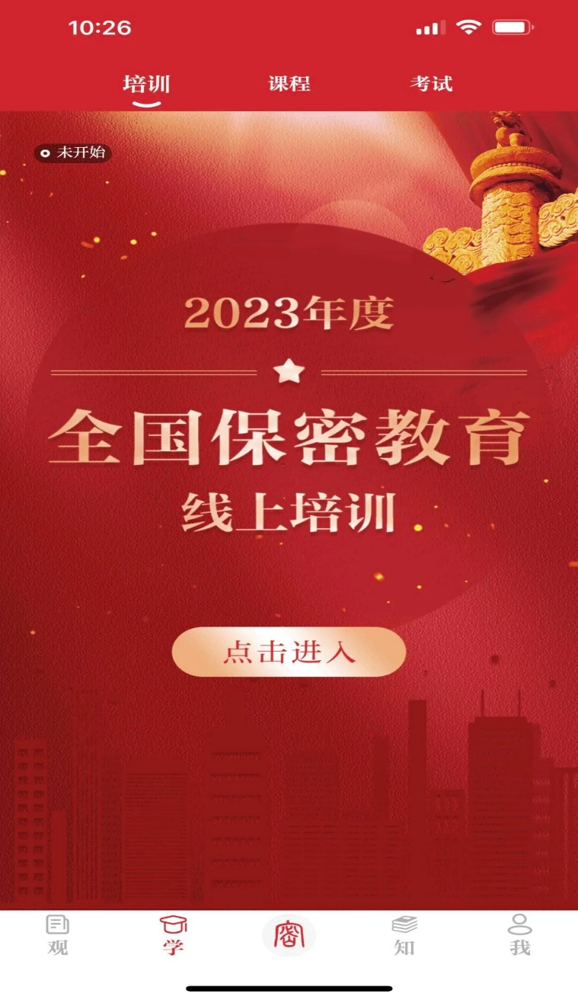 10:26
培训 课程 考试
未开始
2023年度
全国保密教育
线上培训
点击进入
观 学 密 知 我